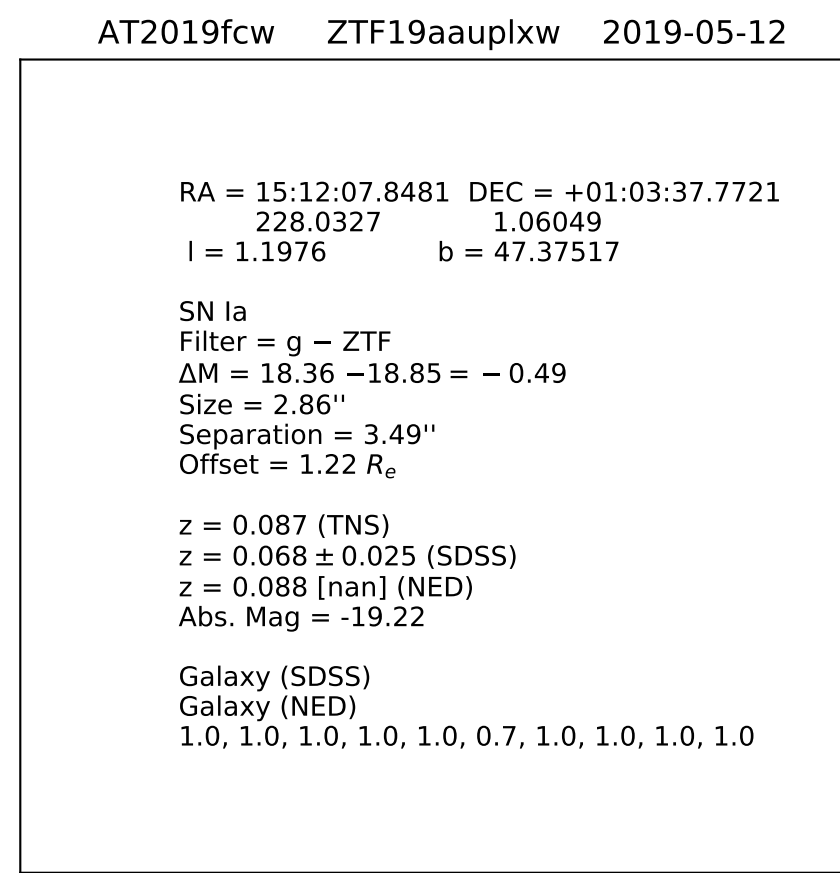 AT2019fcw ZTF19aauplxw 2019-05-12
RA = 15:12:07.8481 DEC = +01:03:37.7721
228.0327 1.06049
l = 1.1976 b = 47.37517
SN Ia
Filter = g − ZTF
ΔM = 18.36 −18.85 = − 0.49
Size = 2.86''
Separation = 3.49''
Offset = 1.22 Rₑ
z = 0.087 (TNS)
z = 0.068 ± 0.025 (SDSS)
z = 0.088 [nan] (NED)
Abs. Mag = -19.22
Galaxy (SDSS)
Galaxy (NED)
1.0, 1.0, 1.0, 1.0, 1.0, 0.7, 1.0, 1.0, 1.0, 1.0